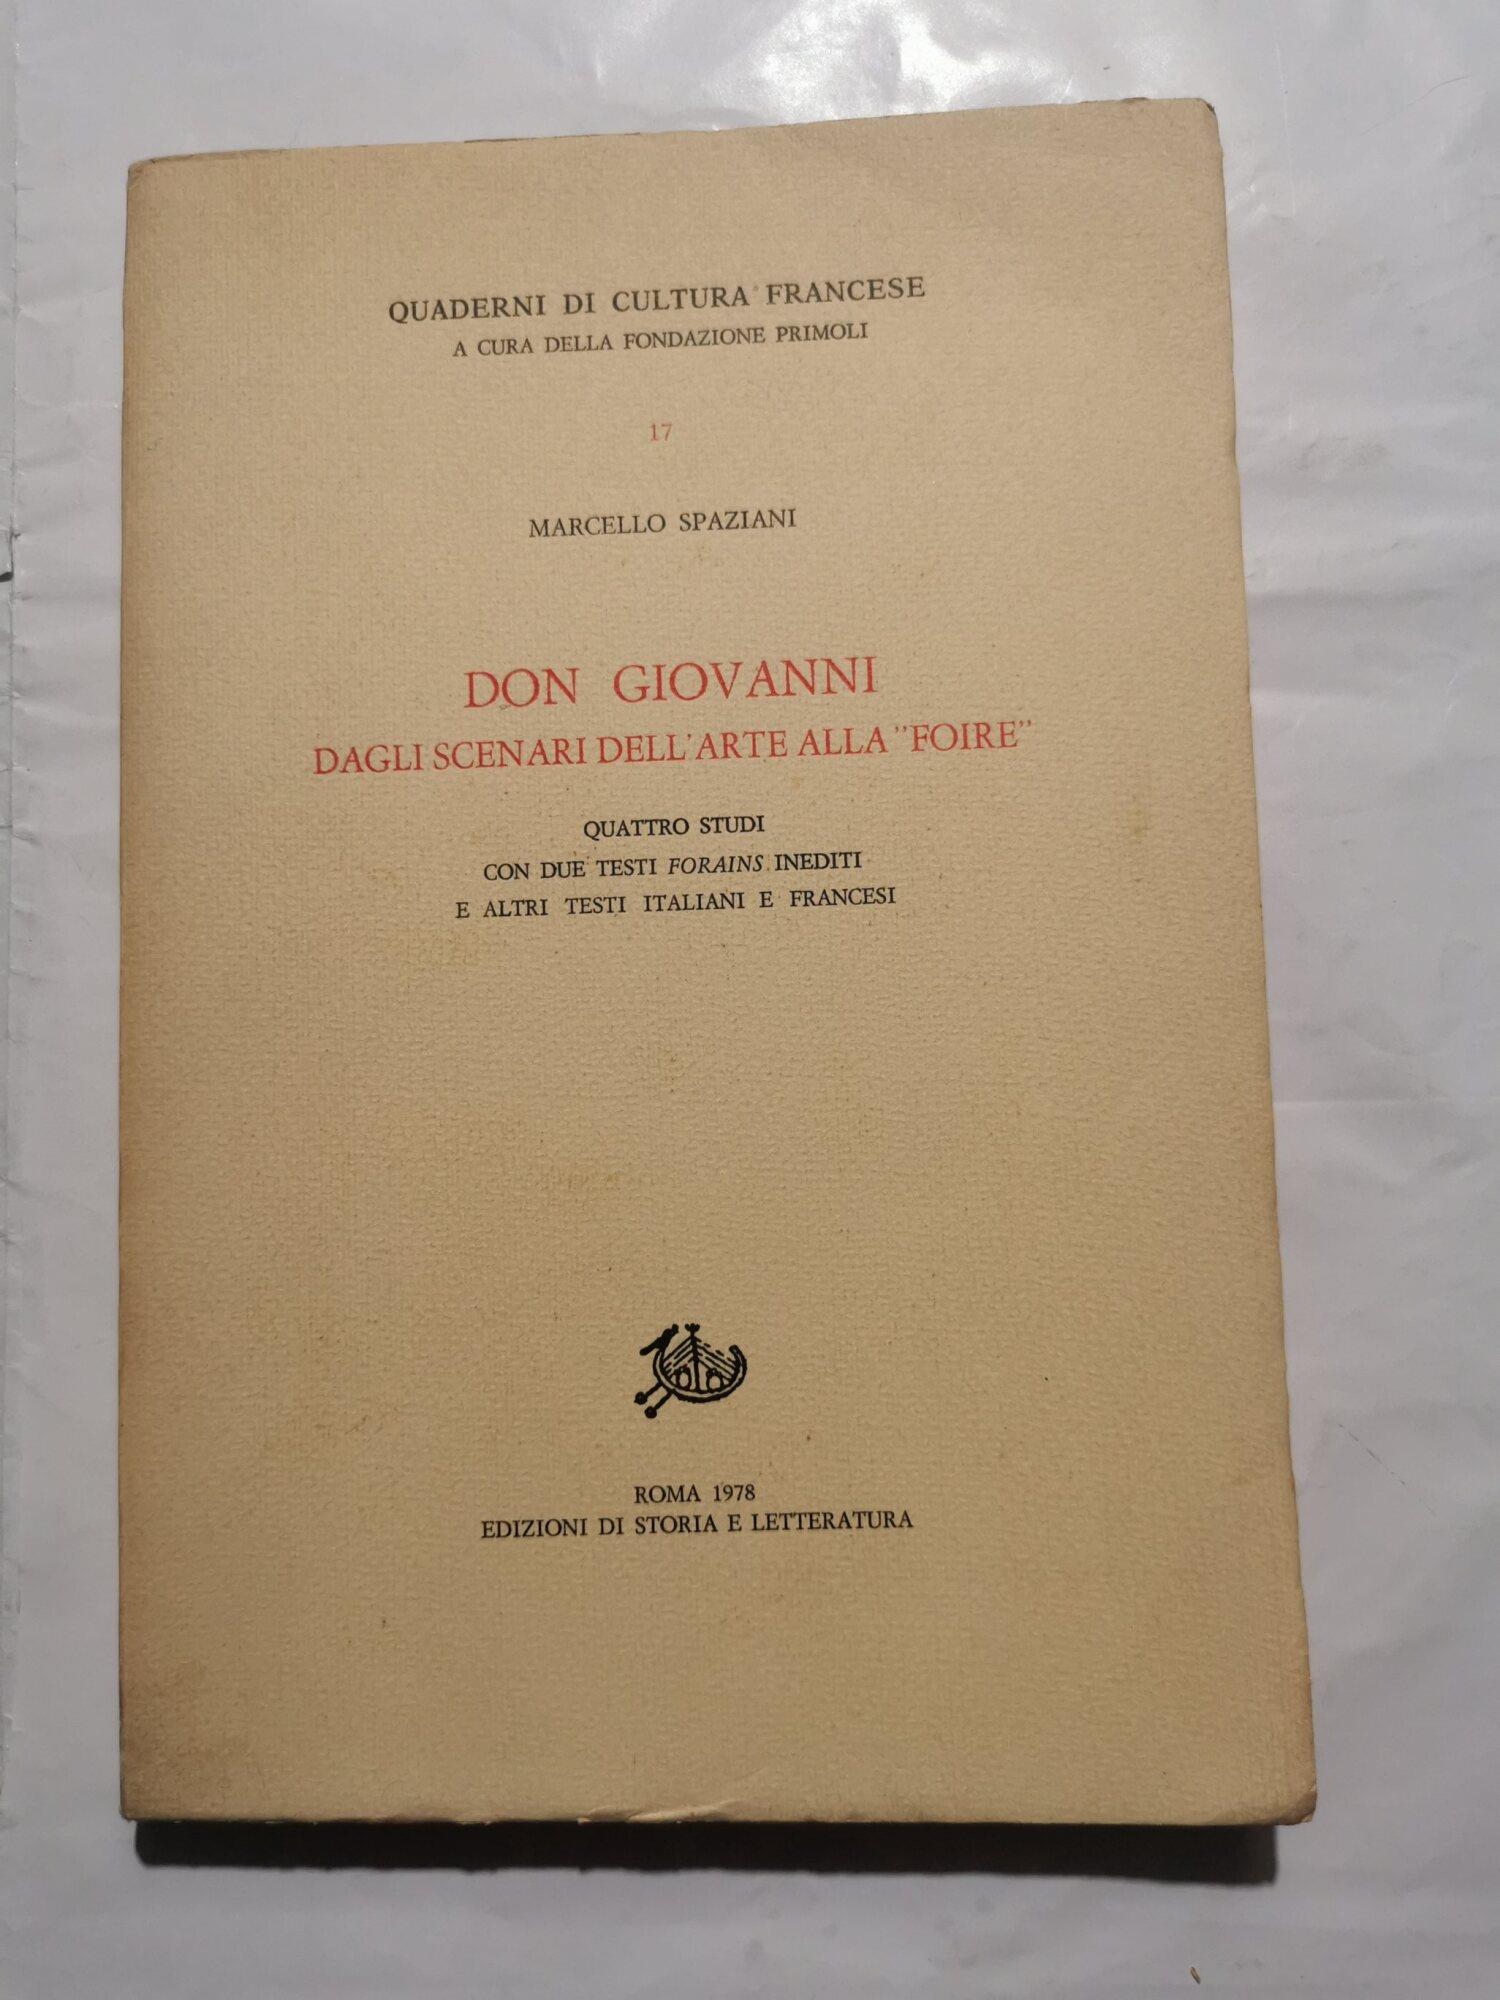 QUADERNI DI CULTURA FRANCESE
A CURA DELLA FONDAZIONE PRIMOLI
17
MARCELLO SPAZIANI
DON GIOVANNI
DAGLI SCENARI DELL'ARTE ALLA "FOIRE"
QUATTRO STUDI
CON DUE TESTI FORAINS INEDITI
E ALTRI TESTI ITALIANI E FRANCESI
ROMA 1978
EDIZIONI DI STORIA E LETTERATURA